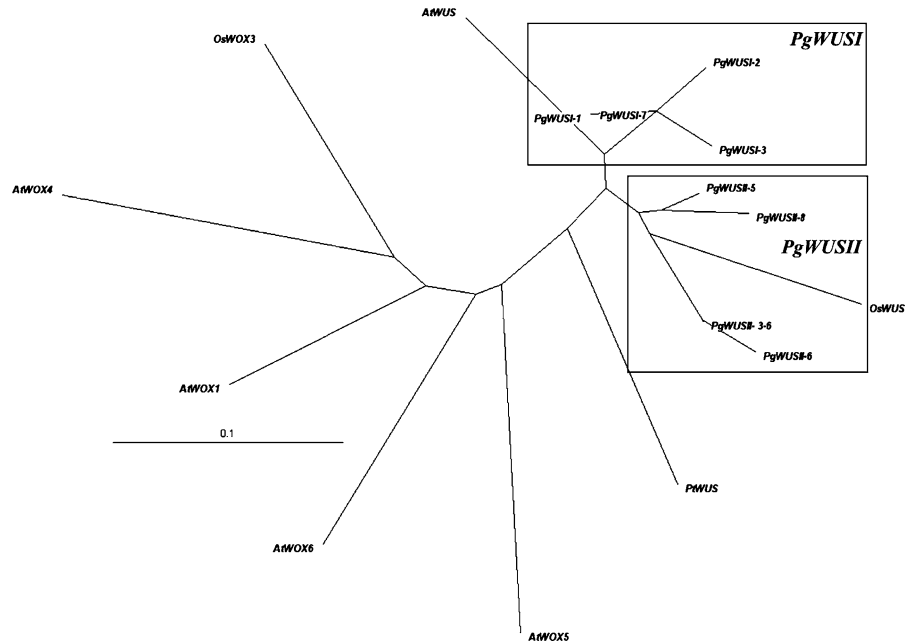 AtWUS
PgWUSI
OsWOX3
PgWUSI-2
PgWUSI-1
PgWUSI-7
PgWUSI-3
AtWOX4
PgWUSII-5
PgWUSII-8
PgWUSII
OsWUS
PgWUSII- 3-6
PgWUSII-6
AtWOX1
0.1
PtWUS
AtWOX6
AtWOX5